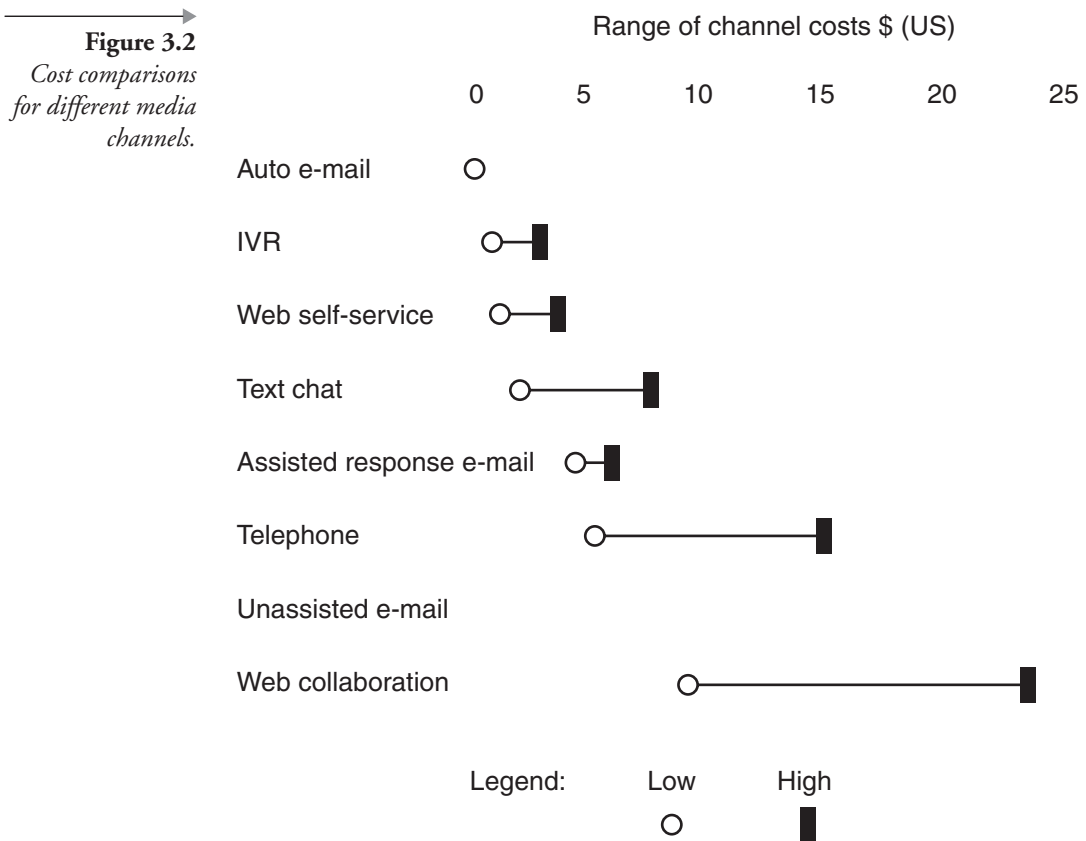 Figure 3.2
Cost comparisons
for different media
channels.
Range of channel costs $ (US)
0 5 10 15 20 25
Auto e-mail
IVR
Web self-service
Text chat
Assisted response e-mail
Telephone
Unassisted e-mail
Web collaboration
Legend: Low High